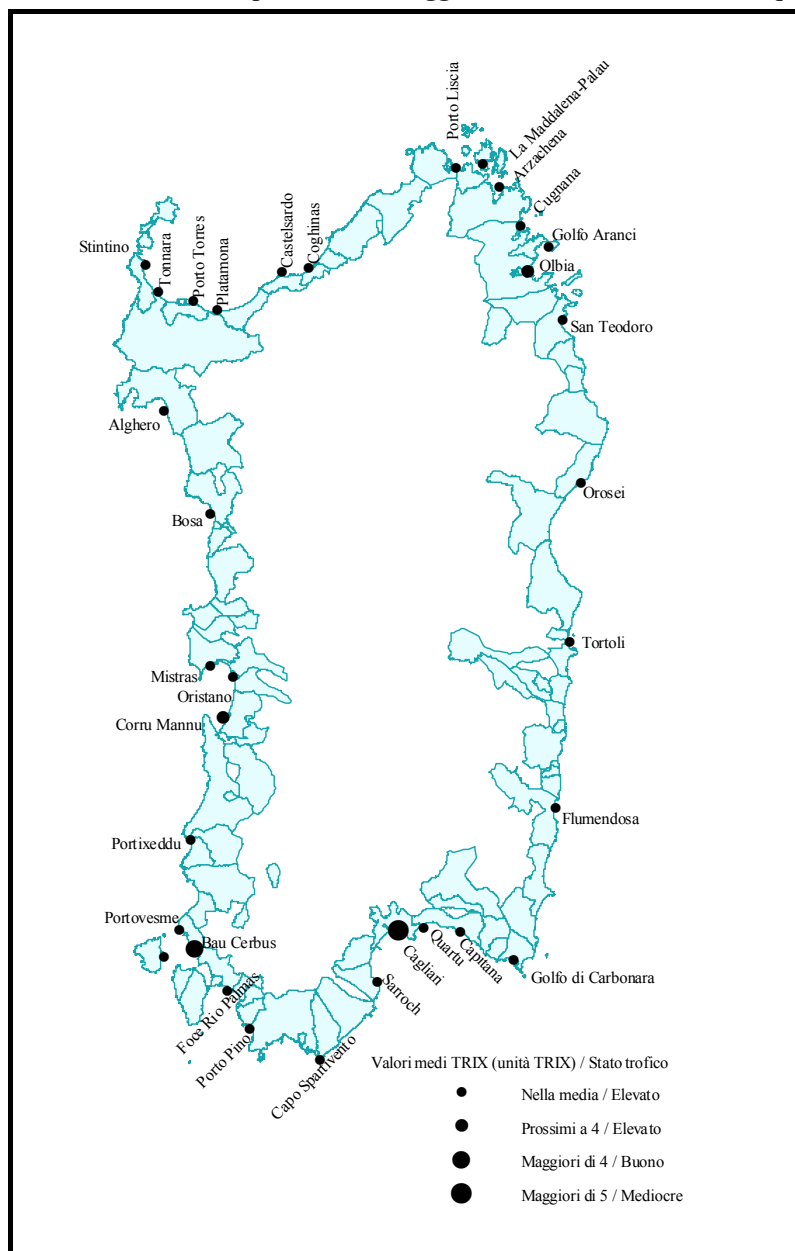 Porto Liscia
La Maddalena-Palau
Arzachena
Cugnana
Golfo Aranci
Olbia
San Teodoro
Castelsardo
Coghinas
Stintino
Tonnara
Porto Torres
Platamona
Alghero
Orosei
Bosa
Tortoli
Mistras
Oristano
Corru Mannu
Flumendosa
Portixeddu
Portovesme
Bau Cerbus
Cagliari
Quartu
Capitana
Golfo di Carbonara
Sarroch
Foce Rio Palmas
Porto Pino
Capo Spartivento
Valori medi TRIX (unità TRIX) / Stato trofico
Nella media / Elevato
Prossimi a 4 / Elevato
Maggiori di 4 / Buono
Maggiori di 5 / Mediocre